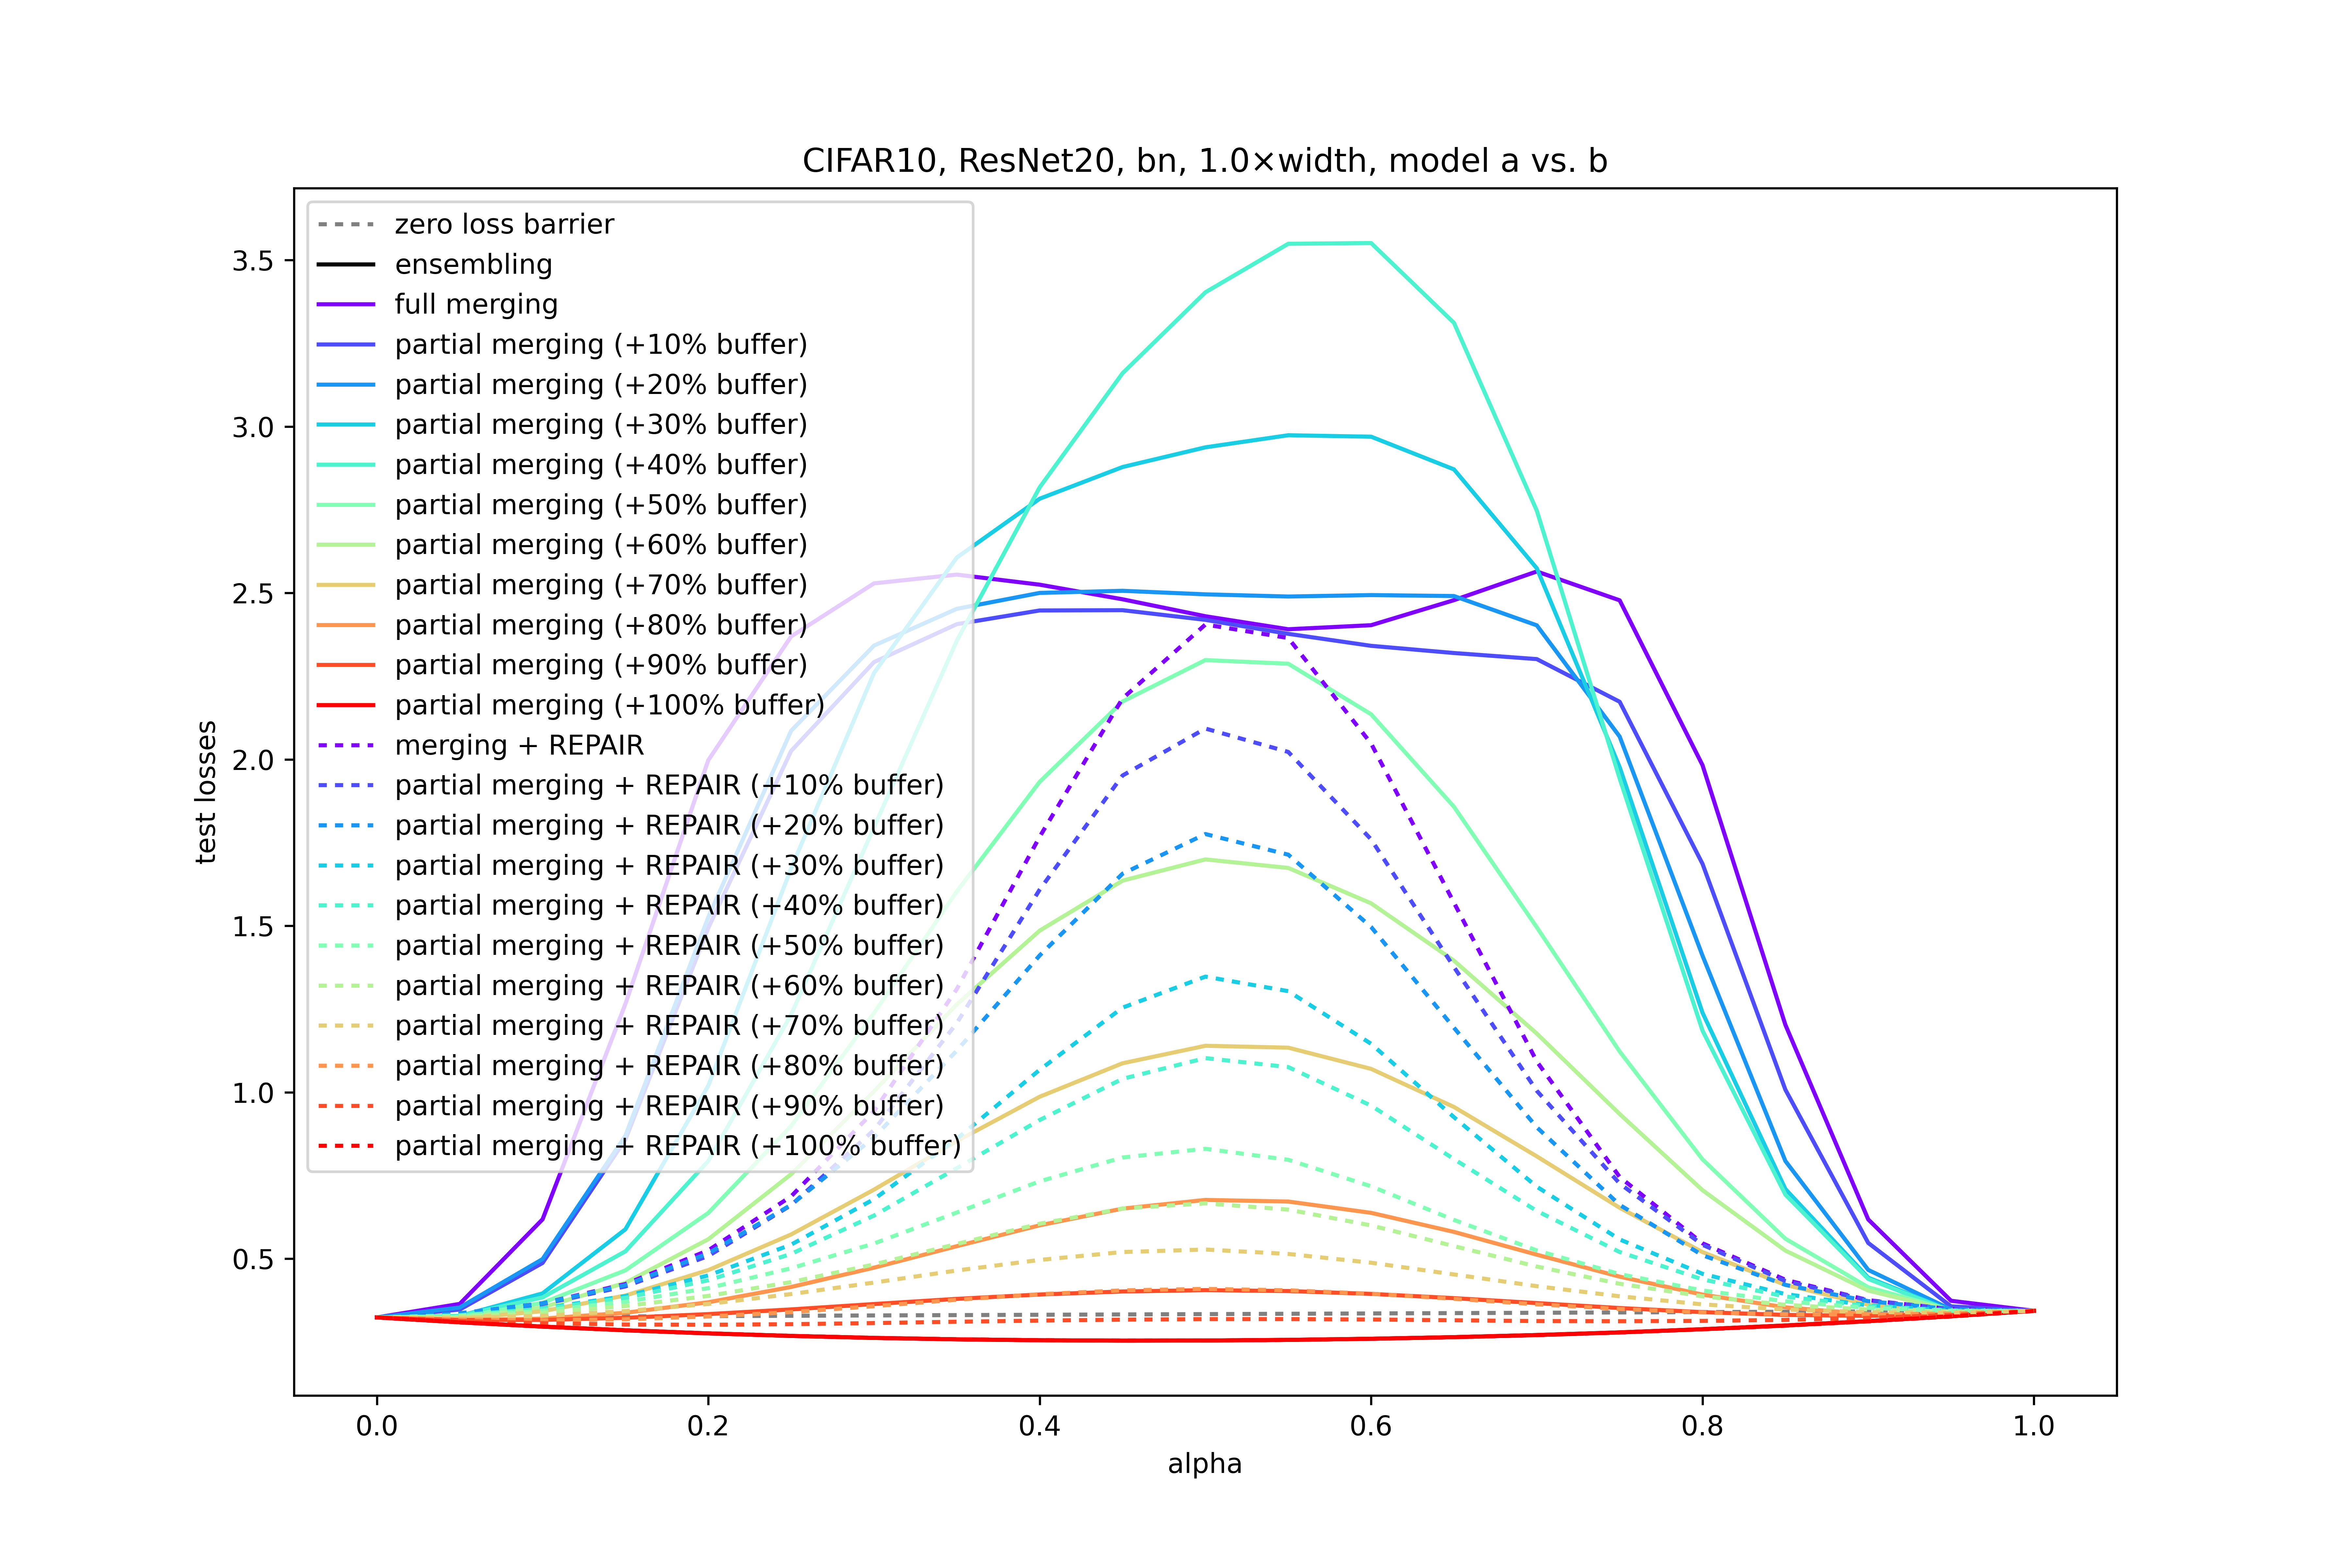 CIFAR10, ResNet20, bn, 1.0×width, model a vs. b
zero loss barrier
ensembling
full merging
partial merging (+10% buffer)
partial merging (+20% buffer)
partial merging (+30% buffer)
partial merging (+40% buffer)
partial merging (+50% buffer)
partial merging (+60% buffer)
partial merging (+70% buffer)
partial merging (+80% buffer)
partial merging (+90% buffer)
partial merging (+100% buffer)
merging + REPAIR
partial merging + REPAIR (+10% buffer)
partial merging + REPAIR (+20% buffer)
partial merging + REPAIR (+30% buffer)
partial merging + REPAIR (+40% buffer)
partial merging + REPAIR (+50% buffer)
partial merging + REPAIR (+60% buffer)
partial merging + REPAIR (+70% buffer)
partial merging + REPAIR (+80% buffer)
partial merging + REPAIR (+90% buffer)
partial merging + REPAIR (+100% buffer)
3.5
3.0
2.5
2.0
1.5
1.0
0.5
test losses
0.0 0.2 0.4 0.6 0.8 1.0
alpha